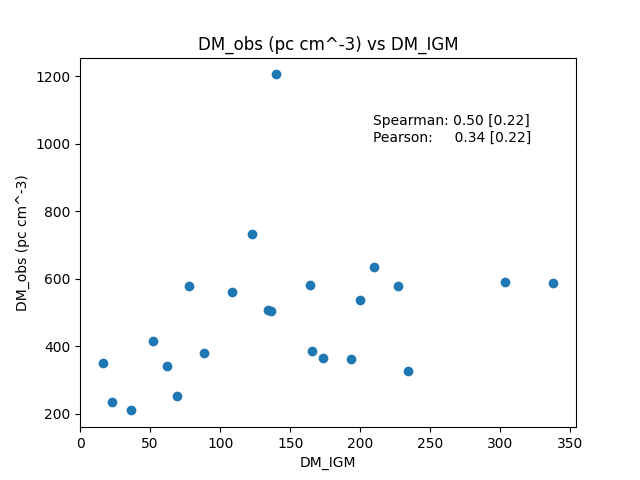 DM_obs (pc cm^-3) vs DM_IGM
1200
1000
800
600
400
200
DM_obs (pc cm^-3)
Spearman: 0.50 [0.22]
Pearson: 0.34 [0.22]
0 50 100 150 200 250 300 350
DM_IGM